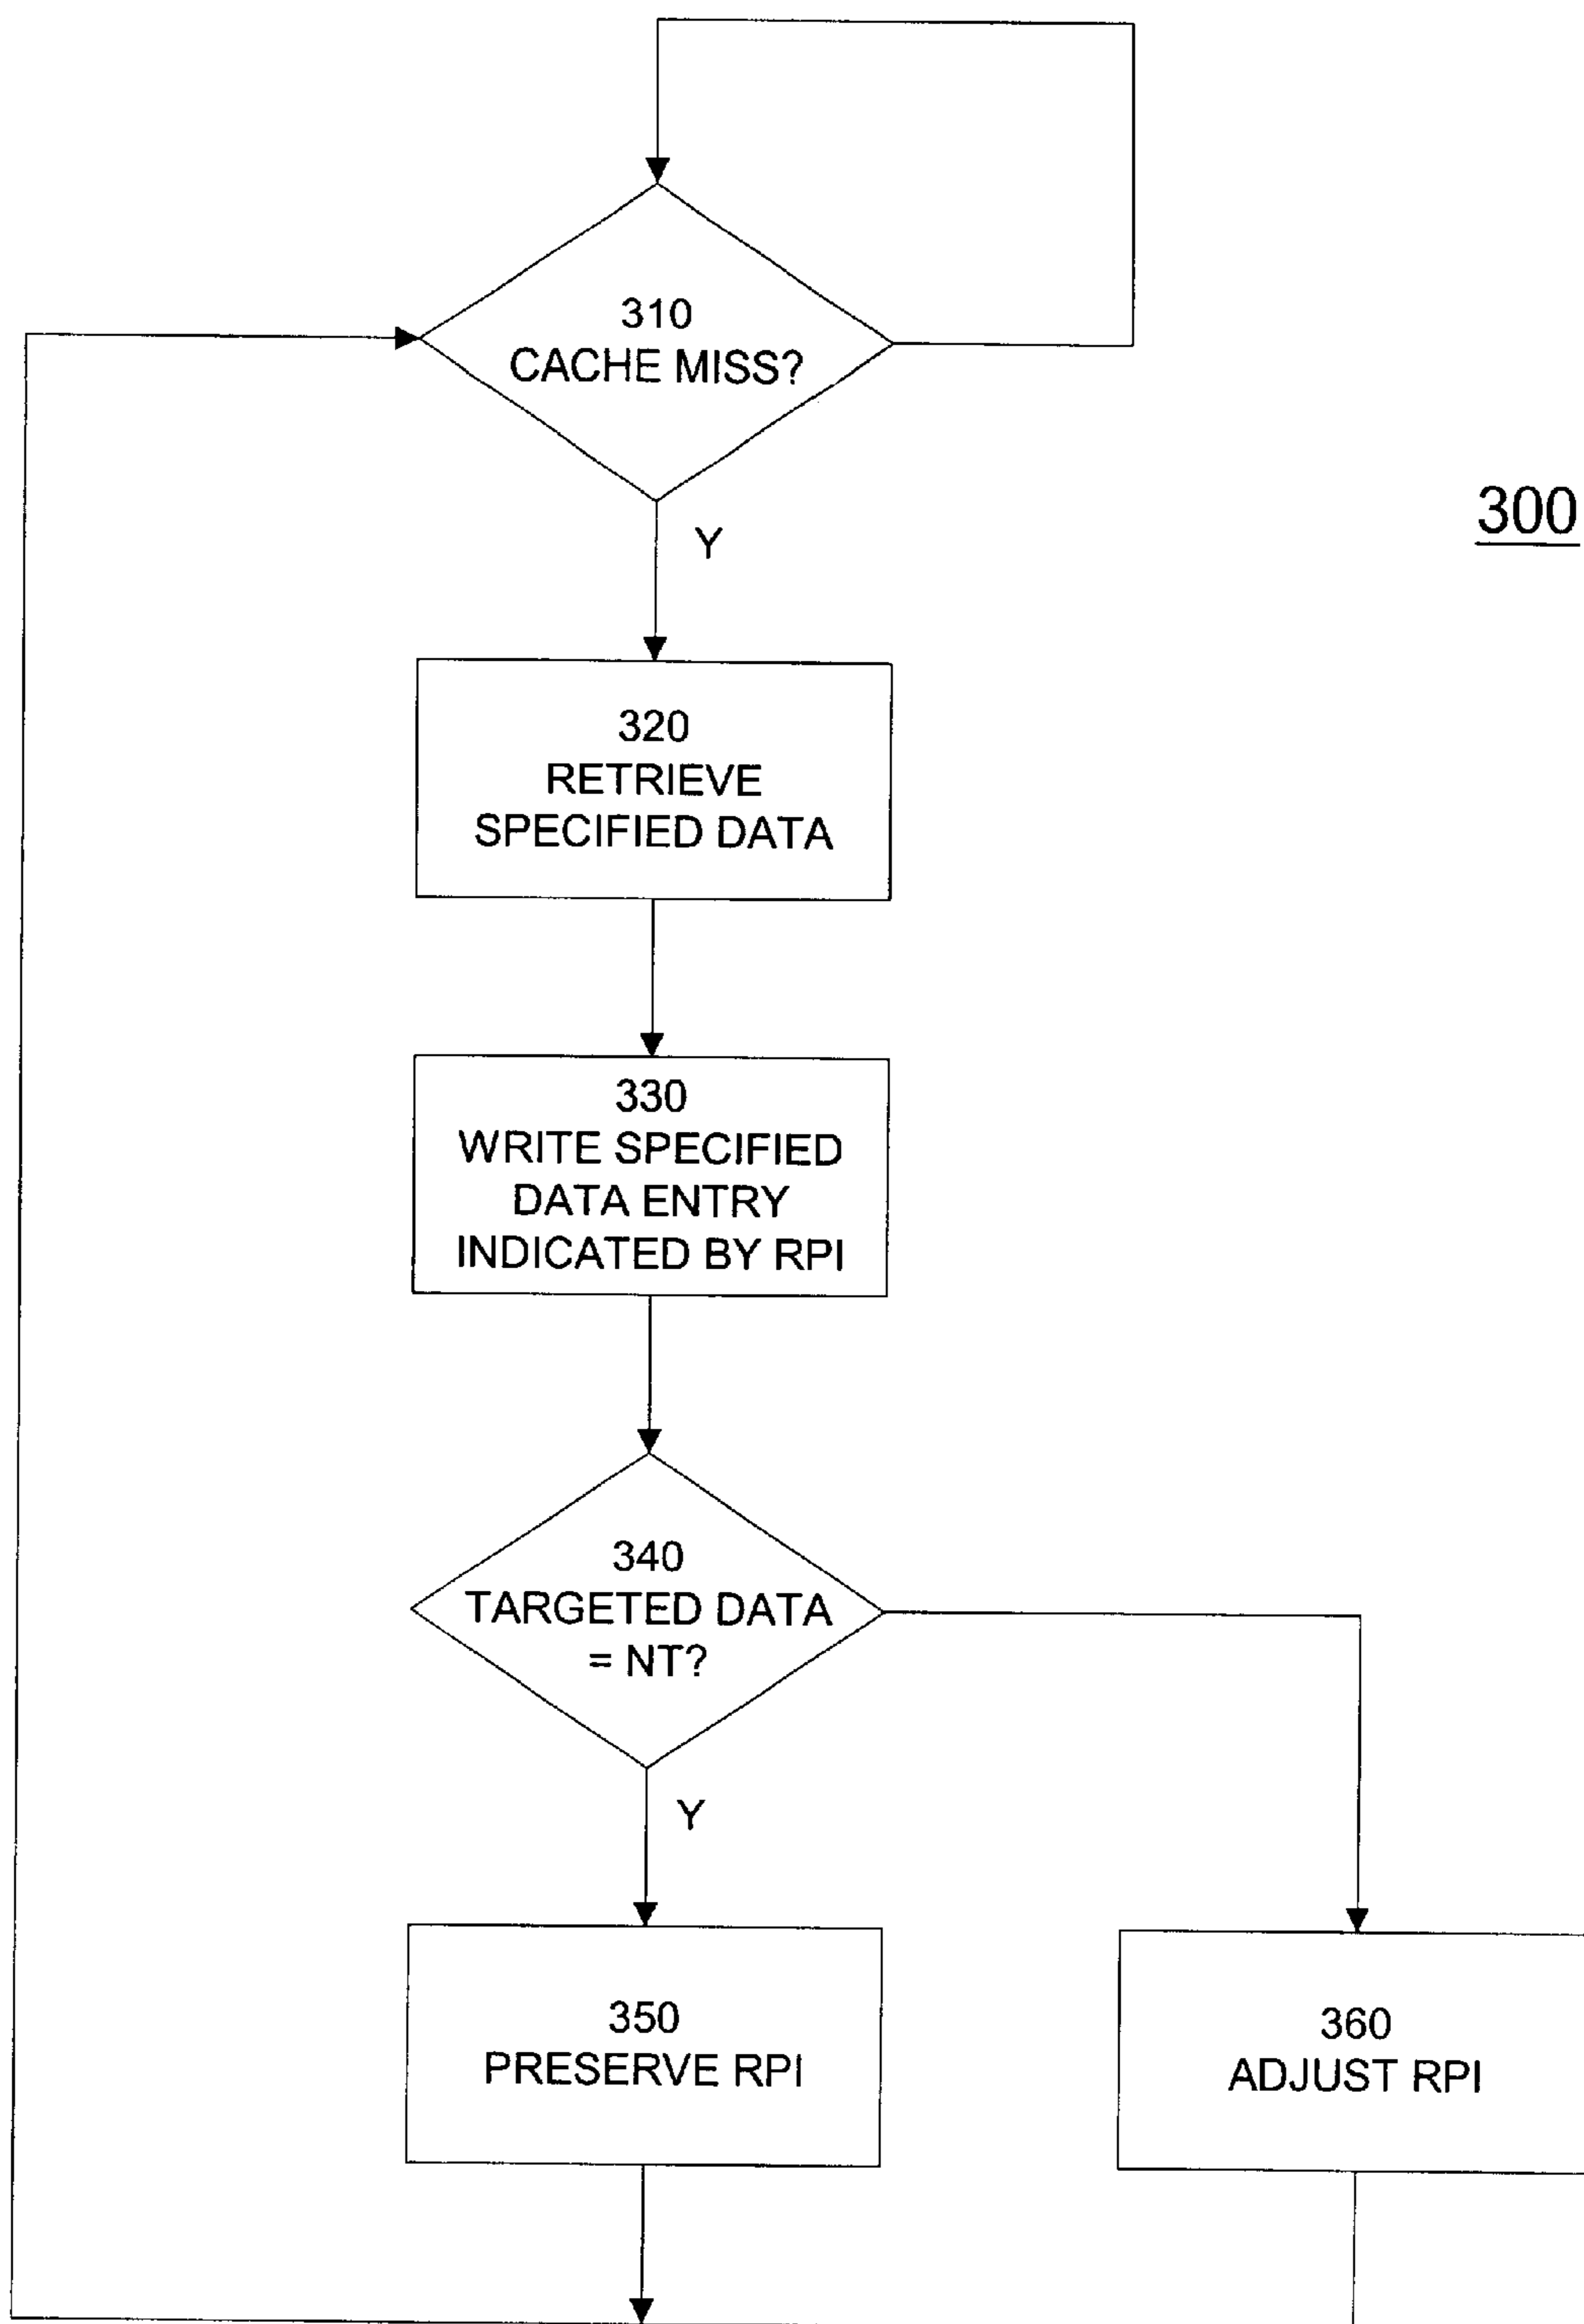 310
CACHE MISS?
300
Y
320
RETRIEVE
SPECIFIED DATA
330
WRITE SPECIFIED
DATA ENTRY
INDICATED BY RPI
340
TARGETED DATA
= NT?
Y
350
PRESERVE RPI
360
ADJUST RPI